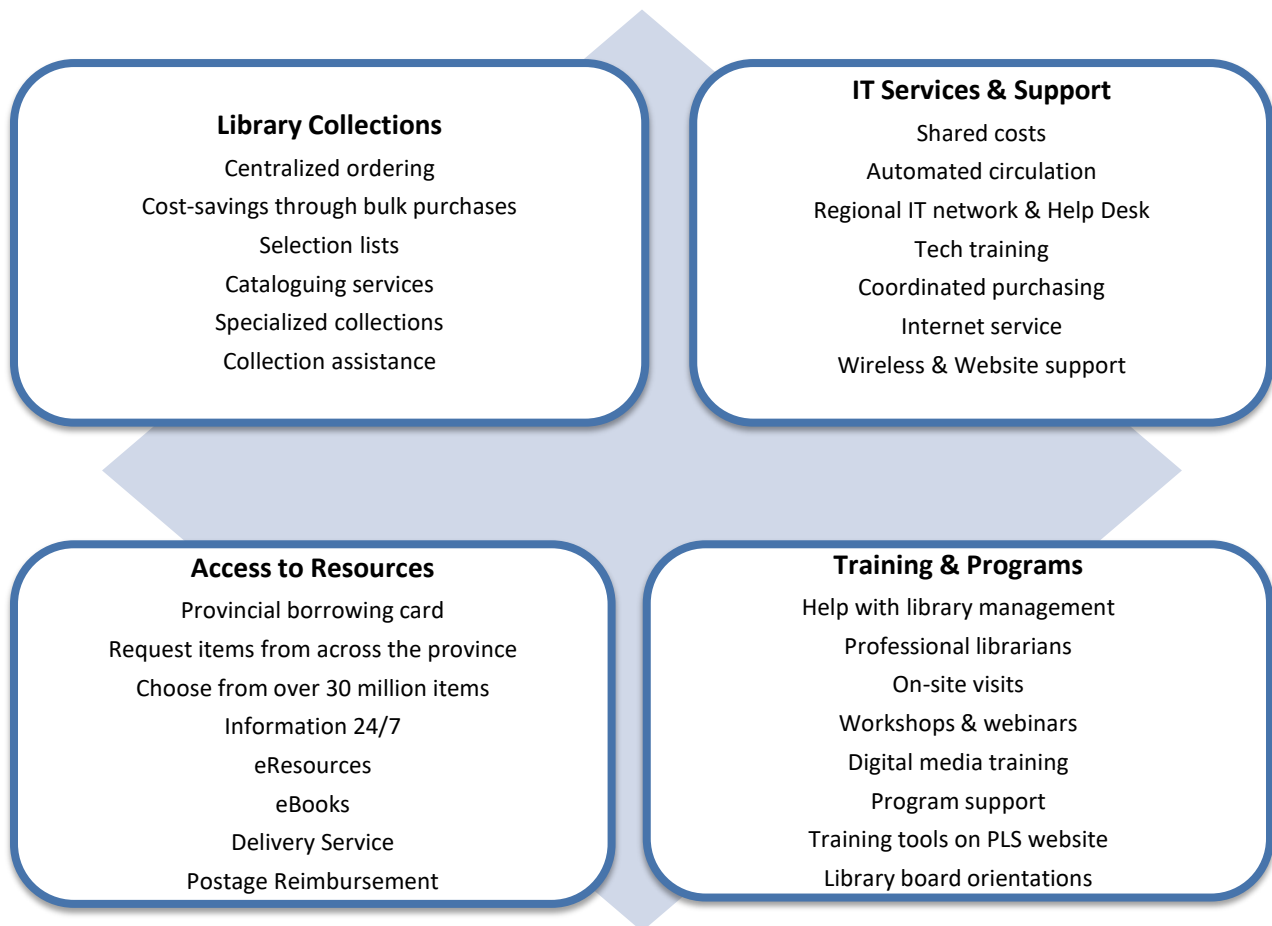 Library Collections
Centralized ordering
Cost-savings through bulk purchases
Selection lists
Cataloguing services
Specialized collections
Collection assistance
IT Services & Support
Shared costs
Automated circulation
Regional IT network & Help Desk
Tech training
Coordinated purchasing
Internet service
Wireless & Website support
Access to Resources
Provincial borrowing card
Request items from across the province
Choose from over 30 million items
Information 24/7
eResources
eBooks
Delivery Service
Postage Reimbursement
Training & Programs
Help with library management
Professional librarians
On-site visits
Workshops & webinars
Digital media training
Program support
Training tools on PLS website
Library board orientations